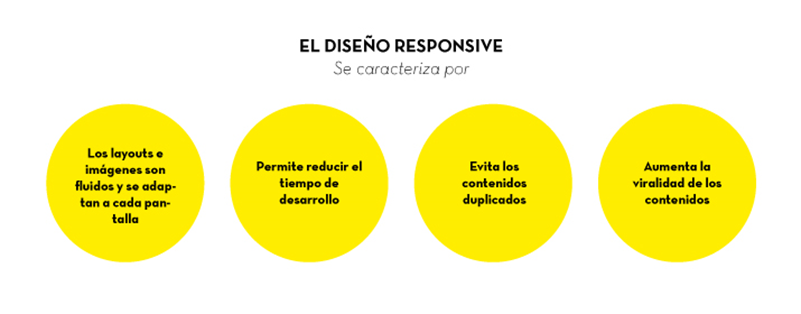 EL DISEÑO RESPONSIVE
Se caracteriza por
Los layouts e
imágenes son
fluidos y se adap-
tan a cada pan-
talla
Permite reducir el
tiempo de
desarrollo
Evita los
contenidos
duplicados
Aumenta la
viralidad de los
contenidos